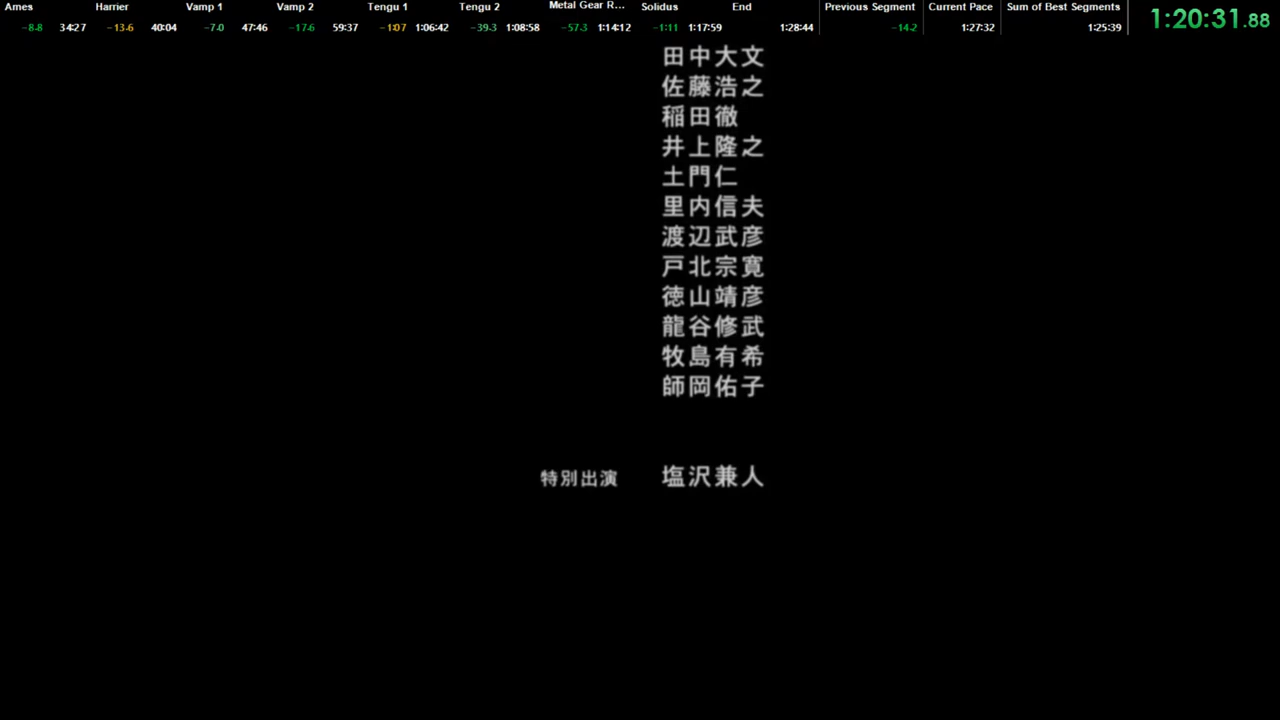 Ames Harrier Vamp 1 Vamp 2 Tengu 1 Tengu 2 Metal Gear R... Solidus End Previous Segment Current Pace Sum of Best Segments
-8.8 34:27 -13.6 40:04 -7.0 47:46 -17.6 59:37 -1:07 1:06:42 -39.3 1:08:58 -57.3 1:14:12 -1:11 1:17:59 1:28:44 -14.2 1:27:32 1:25:39 1:20:31.88
田中大文
佐藤浩之
稲田徹
井上隆之
土門仁
里内信夫
渡辺武彦
戸北宗寛
徳山靖彦
龍谷修武
牧島有希
師岡佑子
特別出演 塩沢兼人